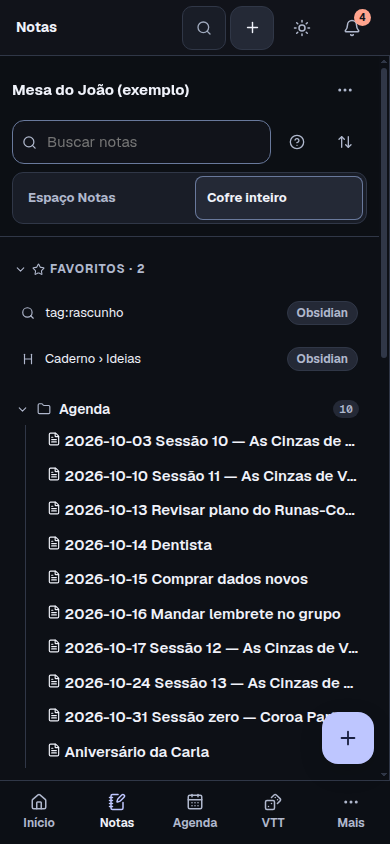 Notas
4
Mesa do João (exemplo)
Buscar notas
Espaço Notas
Cofre inteiro
FAVORITOS · 2
tag:rascunho
Obsidian
Caderno › Ideias
Obsidian
Agenda
10
2026-10-03 Sessão 10 — As Cinzas de ...
2026-10-10 Sessão 11 — As Cinzas de V...
2026-10-13 Revisar plano do Runas-Co...
2026-10-14 Dentista
2026-10-15 Comprar dados novos
2026-10-16 Mandar lembrete no grupo
2026-10-17 Sessão 12 — As Cinzas de V...
2026-10-24 Sessão 13 — As Cinzas de ...
2026-10-31 Sessão zero — Coroa
Aniversário da Carla
Início
Notas
Agenda
VTT
Mais